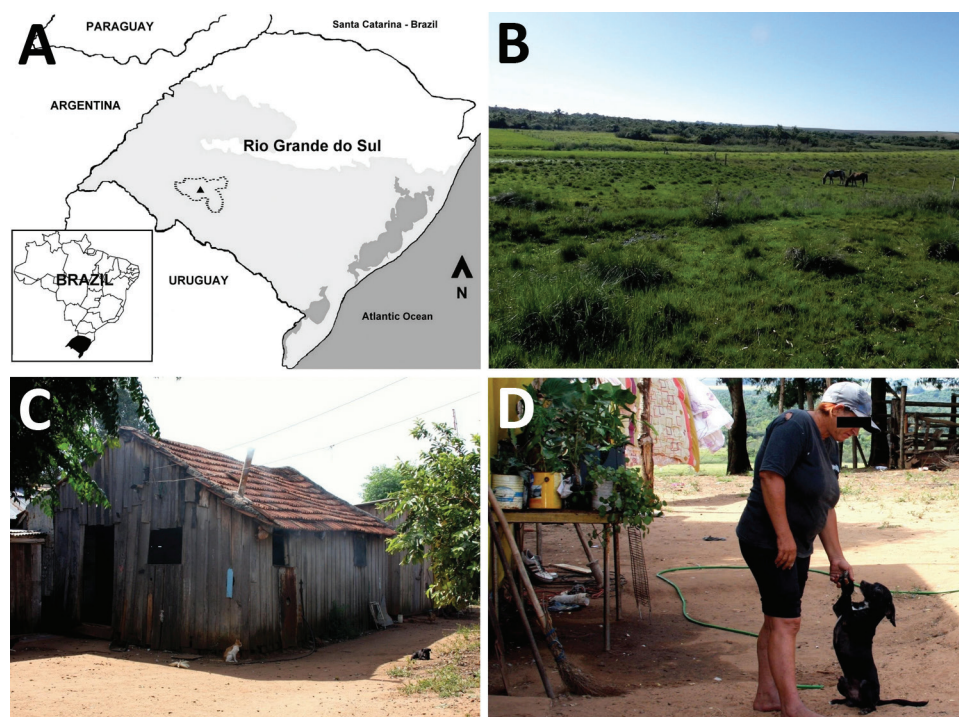 A
PARAGUAY
Santa Catarina - Brazil
ARGENTINA
Rio Grande do Sul
URUGUAY
BRAZIL
N
Atlantic Ocean
B
C
D